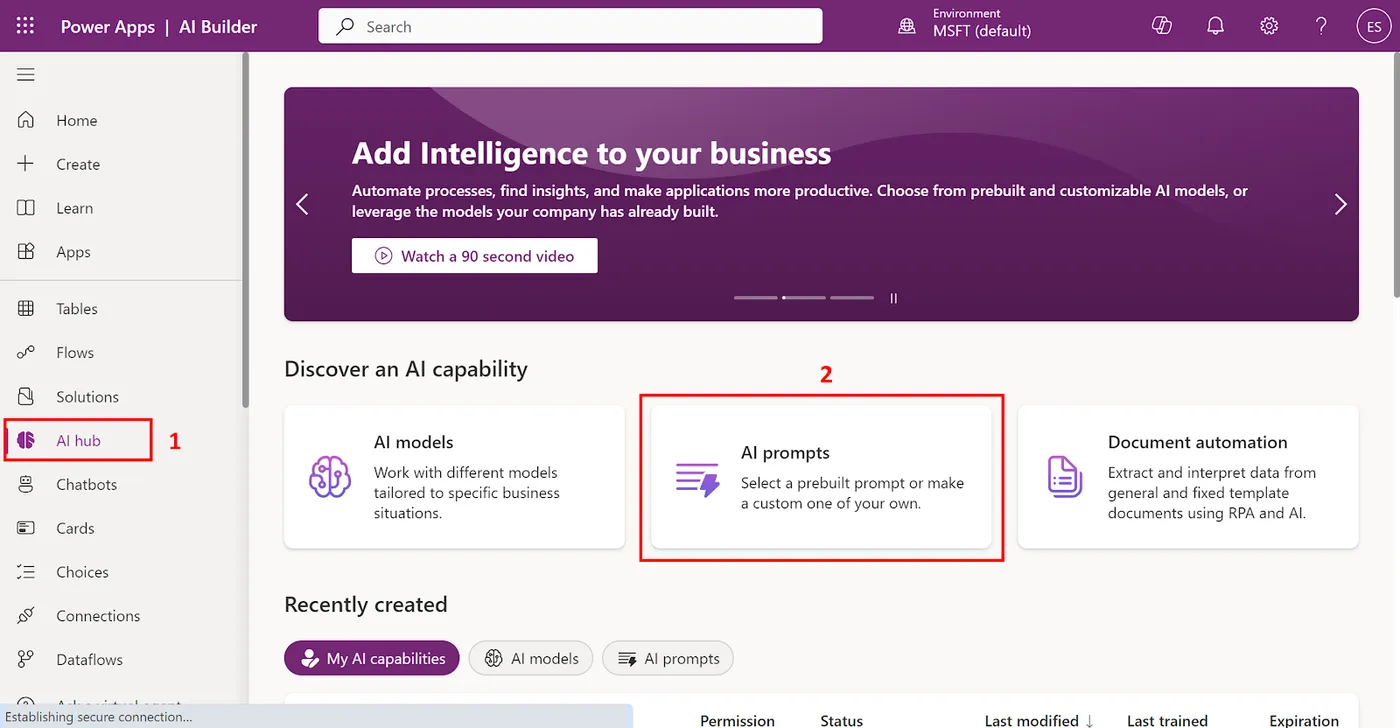 Power Apps | AI Builder
Search
Environment
MSFT (default)
ES
Home
Create
Learn
Apps
Tables
Flows
Solutions
AI hub
1
Chatbots
Cards
Choices
Connections
Dataflows
Establishing secure connection...
Add Intelligence to your business
Automate processes, find insights, and make applications more productive. Choose from prebuilt and customizable AI models, or
leverage the models your company has already built.
Watch a 90 second video
Discover an AI capability
2
AI models
Work with different models
tailored to specific business
situations.
AI prompts
Select a prebuilt prompt or make
a custom one of your own.
Document automation
Extract and interpret data from
general and fixed template
documents using RPA and AI.
Recently created
My AI capabilities
AI models
AI prompts
Permission Status Last modified ↓ Last trained Expiration